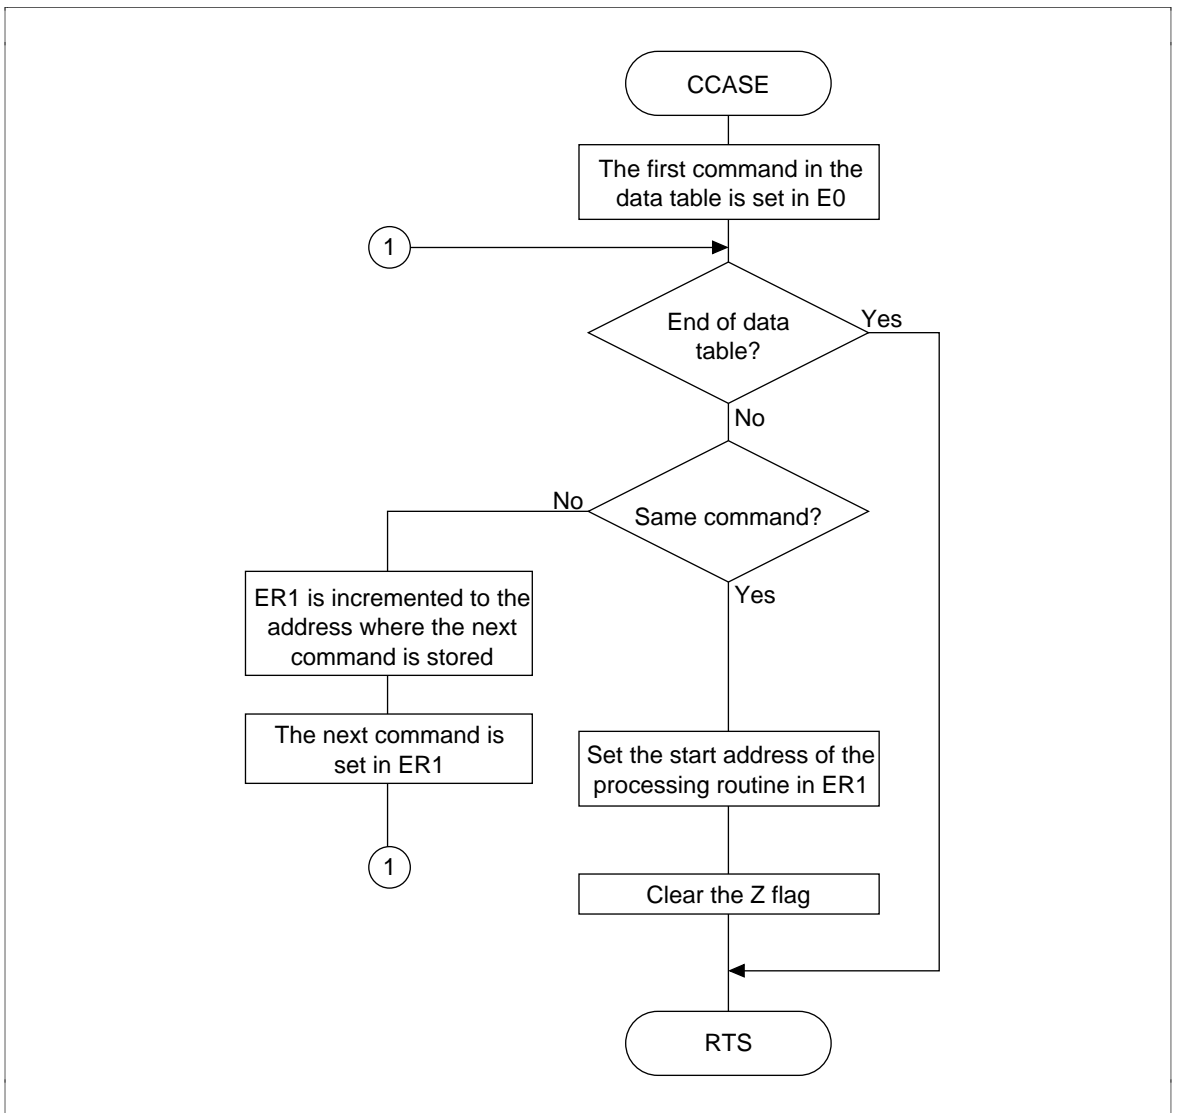 CCASE
The first command in the
data table is set in E0
1
End of data
table?
Yes
No
Same command?
No
Yes
ER1 is incremented to the
address where the next
command is stored
The next command is
set in ER1
1
Set the start address of the
processing routine in ER1
Clear the Z flag
RTS